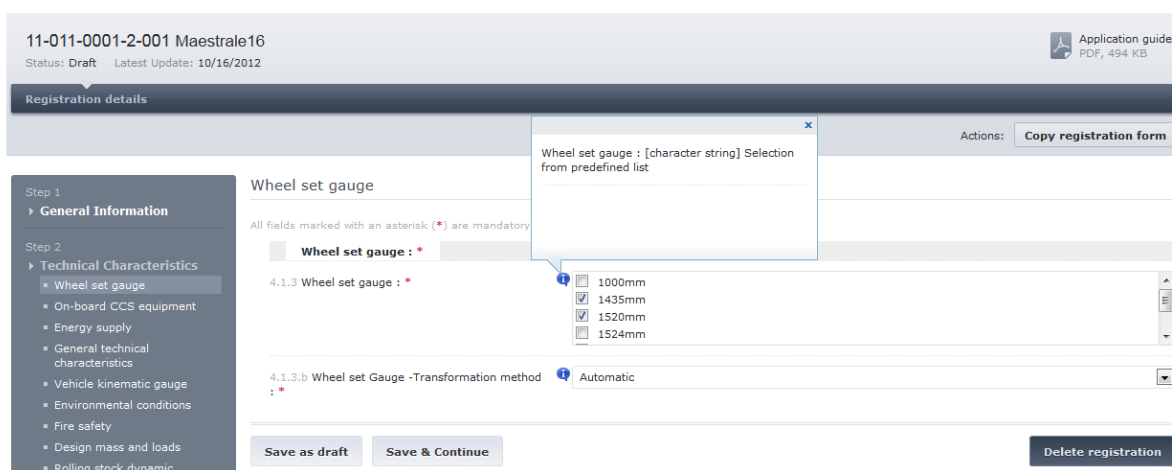 11-011-0001-2-001 Maestrale16
Status: Draft Latest Update: 10/16/2012
Application guide
PDF, 494 KB
Registration details
Actions: Copy registration form
x
Wheel set gauge : [character string] Selection
from predefined list
Step 1
General Information
Step 2
Technical Characteristics
Wheel set gauge
On-board CCS equipment
Energy supply
General technical
characteristics
Vehicle kinematic gauge
Environmental conditions
Fire safety
Design mass and loads
Rolling stock dynamic
Wheel set gauge
All fields marked with an asterisk (*) are mandatory
Wheel set gauge : *
4.1.3 Wheel set gauge : *
1000mm
1435mm
1520mm
1524mm
4.1.3.b Wheel set Gauge -Transformation method
: *
Automatic
Save as draft
Save & Continue
Delete registration